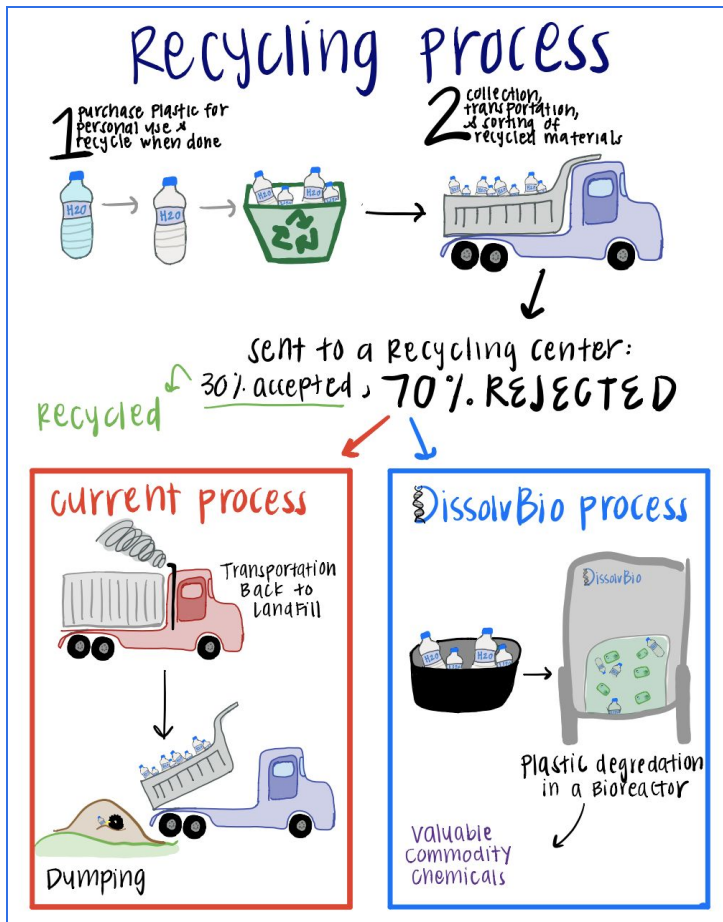 Recycling process
1 purchase plastic for
personal use &
recycle when done
2 collection,
transportation,
& sorting of
recycled materials
H2O
H2O
sent to a Recycling center:
30% accepted, 70% REJECTED
Recycled
current process
Transportation
Back to
Landfill
Dumping
DissolvBio process
DissolvBio
H2O
H2O
Plastic degredation
in a Bioreactor
valuable
commodity
chemicals